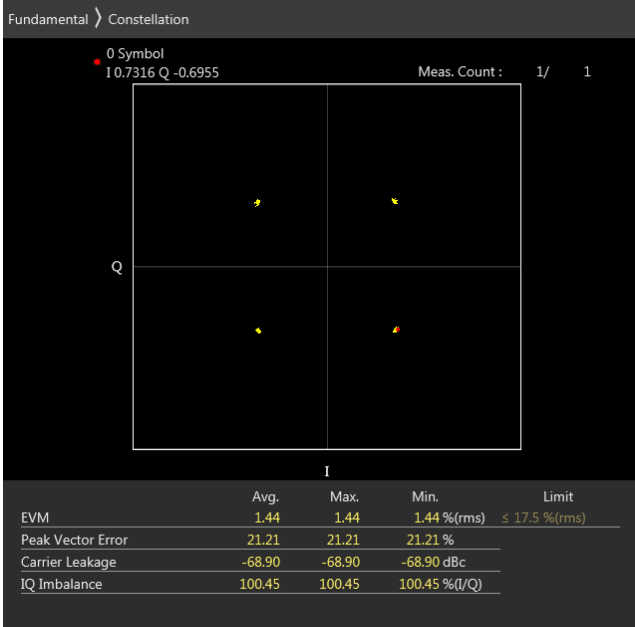 Fundamental 〉 Constellation
0 Symbol
I 0.7316 Q -0.6955
Meas. Count : 1/ 1
Q
I
Avg. Max. Min. Limit
EVM 1.44 1.44 1.44 %(rms) ≤ 17.5 %(rms)
Peak Vector Error 21.21 21.21 21.21 %
Carrier Leakage -68.90 -68.90 -68.90 dBc
IQ Imbalance 100.45 100.45 100.45 %(I/Q)